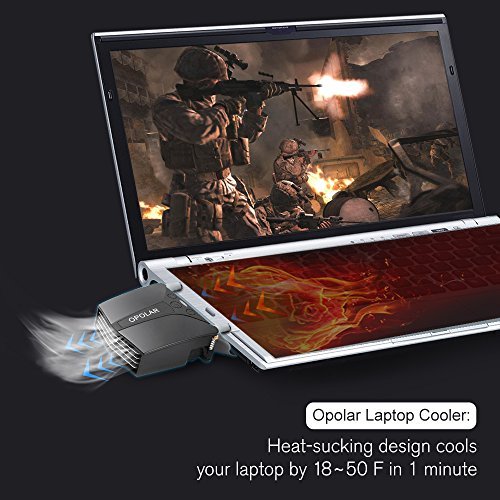 OPOLAR
Opolar Laptop Cooler:
Heat-sucking design cools
your laptop by 18~50 F in 1 minute